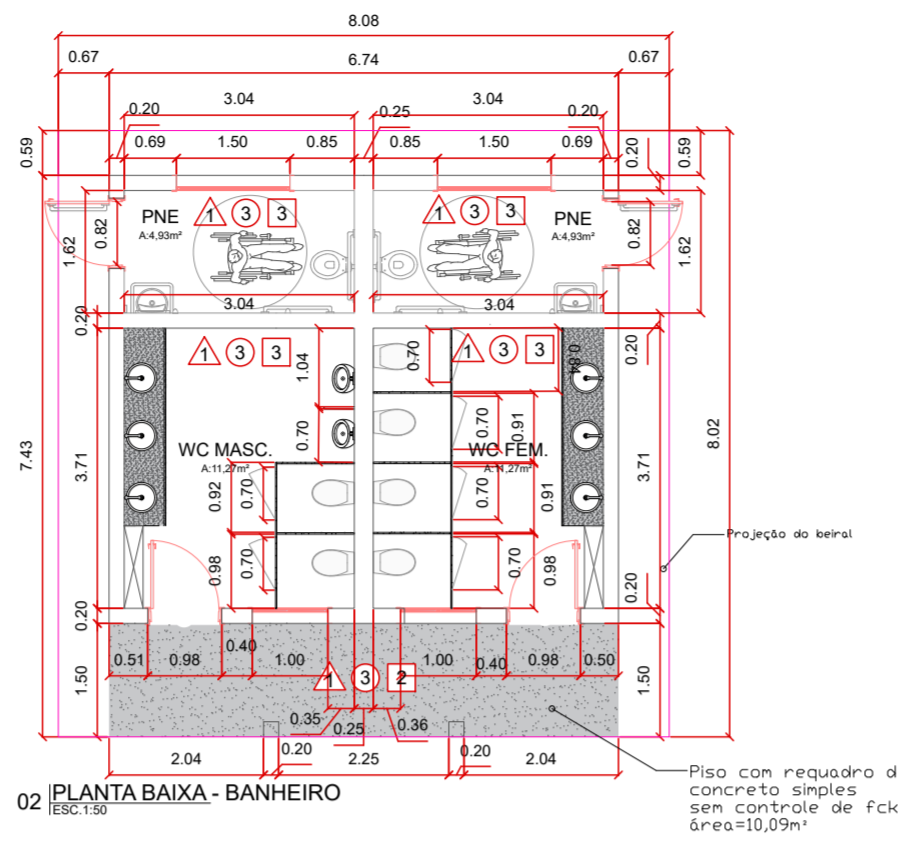 8.08
0.67 6.74 0.67
3.04 3.04
0.20 0.25 0.20
0.69 1.50 0.85 0.85 1.50 0.69
0.59 0.20 0.59
PNE 1 3 3 1 3 3 PNE
A:4,93m² A:4,93m²
1.62 0.82 0.82 1.62
3.04 3.04
0.20 0.20
1 3 3 1.04 0.70 1 3 3 0.84
0.70 0.70 0.91
WC MASC. WC FEM.
A:11,27m² A:11,27m²
7.43 3.71 3.71 8.02
0.92 0.70 0.70 0.91
Projeção do beiral
0.98 0.70 0.70 0.98
0.20 0.20
1.50 0.51 0.98 0.40 1.00 1.00 0.40 0.98 0.50 1.50
1 3 2
0.35 0.25 0.36
2.04 0.20 2.25 0.20 2.04
02 PLANTA BAIXA - BANHEIRO
ESC.1:50
Piso com requadro d
concreto simples
sem controle de fck
área=10,09m²